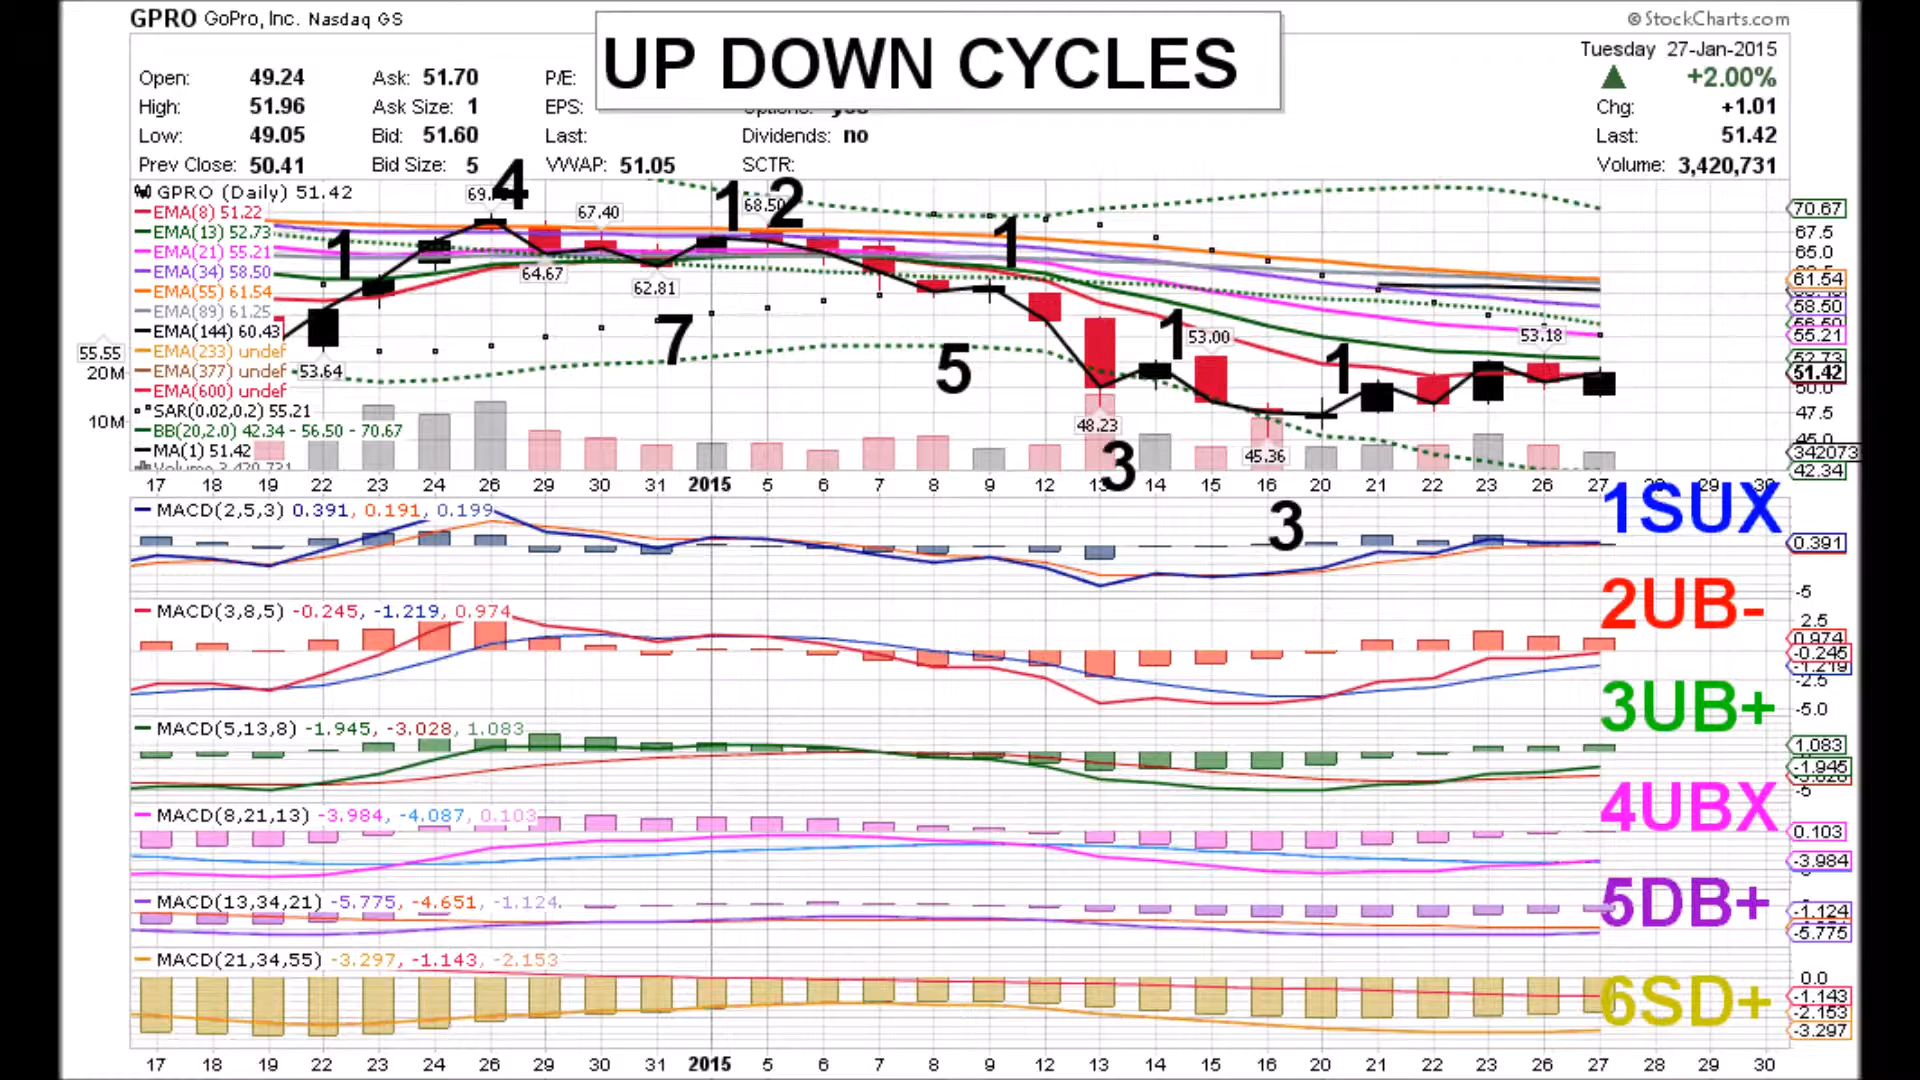 GPRO GoPro, Inc. Nasdaq GS
© StockCharts.com
UP DOWN CYCLES
Tuesday 27-Jan-2015
Open: 49.24 Ask: 51.70 P/E: +2.00%
High: 51.96 Ask Size: 1 EPS: Options: yes Chg: +1.01
Low: 49.05 Bid: 51.60 Last: Dividends: no Last: 51.42
Prev Close: 50.41 Bid Size: 5 VWAP: 51.05 SCTR: Volume: 3,420,731
GPRO (Daily) 51.42
EMA(8) 51.22
EMA(13) 52.73
EMA(21) 55.21
EMA(34) 58.50
EMA(55) 61.54
EMA(89) 61.25
EMA(144) 60.43
EMA(233) undef
EMA(377) undef
EMA(600) undef
SAR(0.02,0.2) 55.21
BB(20,2.0) 42.34 - 56.50 - 70.67
MA(1) 51.42
Volume 3,420,731
55.55
20M
10M
1 4 1 2 1
67.40 68.50
64.67
62.81
53.64
7 5 1 1
53.00 53.18
48.23
45.36
3
3
70.67
67.5
65.0
61.54
58.50
56.50
55.21
52.73
51.42
50.0
47.5
45.0
342073
42.34
17 18 19 22 23 24 26 29 30 31 2015 5 6 7 8 9 12 13 14 15 16 20 21 22 23 26 27 28 29 30
MACD(2,5,3) 0.391, 0.191, 0.199
1SUX
0.391
-5
MACD(3,8,5) -0.245, -1.219, 0.974
2UB-
2.5
0.974
-0.245
-1.219
-2.5
-5.0
MACD(5,13,8) -1.945, -3.028, 1.083
3UB+
1.083
-1.945
-5
MACD(8,21,13) -3.984, -4.087, 0.103
4UBX
0.103
-3.984
MACD(13,34,21) -5.775, -4.651, -1.124
5DB+
-1.124
-5.775
MACD(21,34,55) -3.297, -1.143, -2.153
6SD+
0.0
-1.143
-2.153
-3.297
17 18 19 22 23 24 26 29 30 31 2015 5 6 7 8 9 12 13 14 15 16 20 21 22 23 26 27 28 29 30